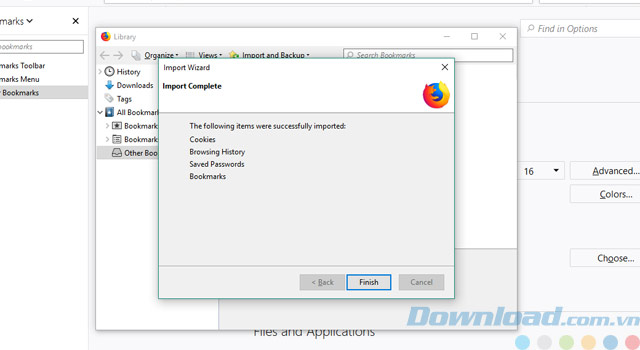 marks
Bookmarks
marks Toolbar
marks Menu
Bookmarks
Find in Options
Library
Organize
Views
Import and Backup
Search Bookmarks
History
Downloads
Tags
All Bookmar
Bookmark
Bookmark
Other Boo
Import Wizard
Import Complete
The following items were successfully imported:
Cookies
Browsing History
Saved Passwords
Bookmarks
< Back
Finish
Cancel
16
Advanced...
Colors...
Choose...
Files and Applications
Download.com.vn